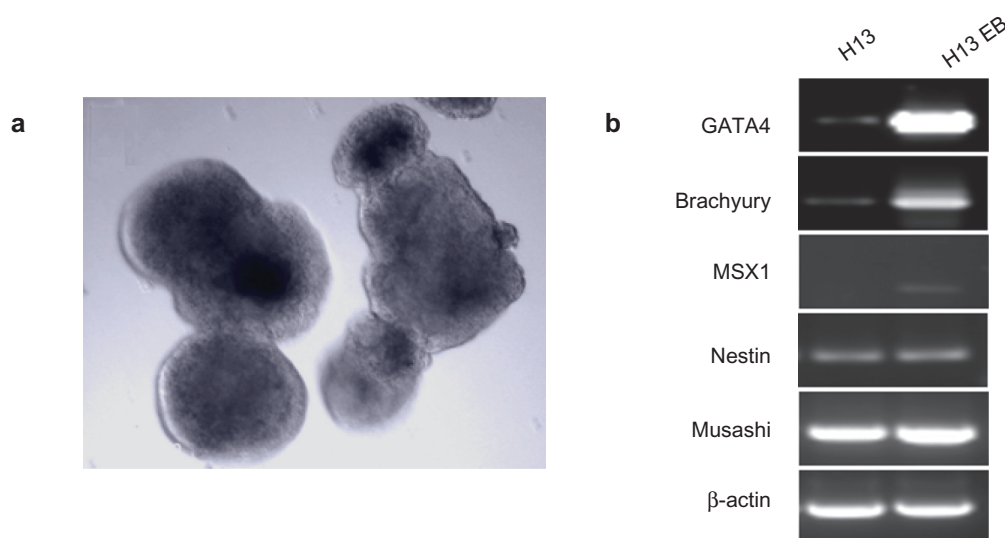 a
b
H13
H13 EB
GATA4
Brachyury
MSX1
Nestin
Musashi
β-actin